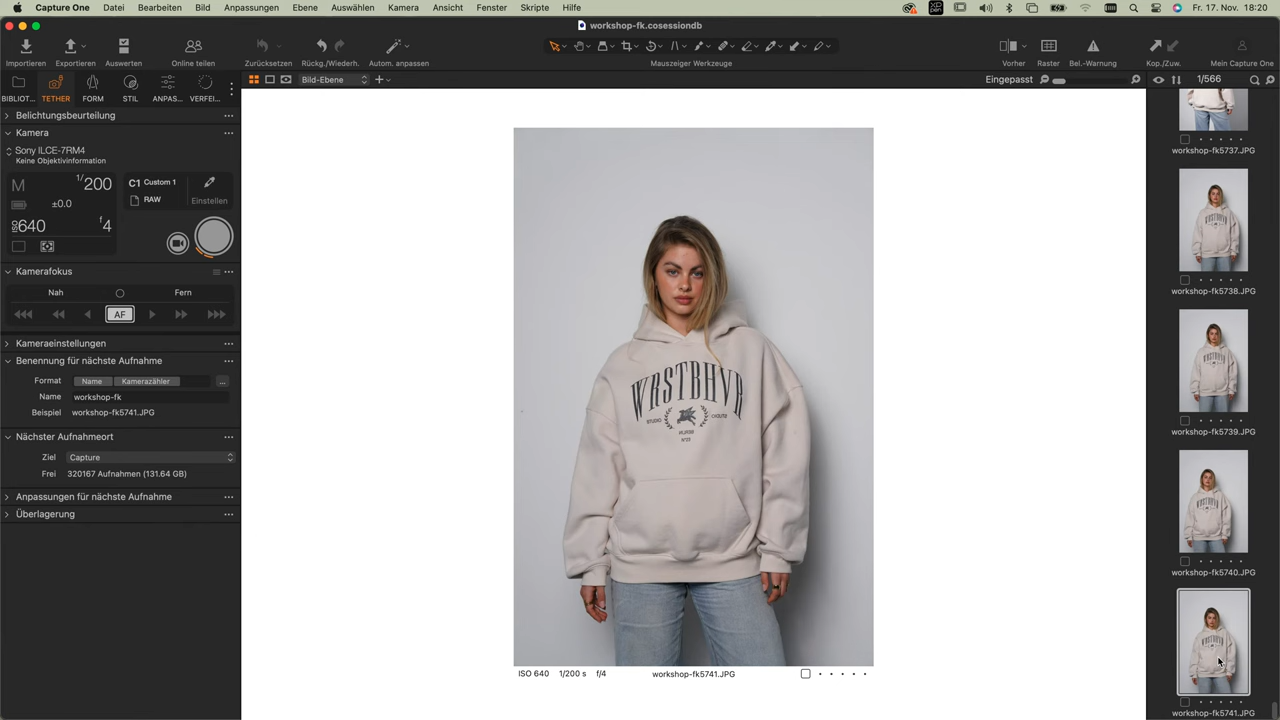 Capture One Datei Bearbeiten Bild Anpassungen Ebene Auswählen Kamera Ansicht Fenster Skripte Hilfe
Fr. 17. Nov. 18:20
workshop-fk.cosessiondb
Importieren Exportieren Auswerten Online teilen Zurücksetzen Rückg./Wiederh. Autom. anpassen Mauszeiger Werkzeuge Vorher Raster Bel.-Warnung Kop./Zuw. Mein Capture One
BIBLIOT... TETHER FORM STIL ANPAS... VERFEI...
Bild-Ebene
Eingepasst
1/566
Belichtungsbeurteilung
Kamera
Sony ILCE-7RM4
Keine Objektivinformation
M 1/200
±0.0
ISO 640 f 4
C1 Custom 1
RAW
Einstellen
Kamerafokus
Nah Fern
AF
Kameraeinstellungen
Benennung für nächste Aufnahme
Format Name Kamerazähler ...
Name workshop-fk
Beispiel workshop-fk5741.JPG
Nächster Aufnahmeort
Ziel Capture
Frei 320167 Aufnahmen (131.64 GB)
Anpassungen für nächste Aufnahme
Überlagerung
WRSTBHVR
STUDIO
N°23
ISO 640 1/200 s f/4 workshop-fk5741.JPG
workshop-fk5737.JPG
workshop-fk5738.JPG
workshop-fk5739.JPG
workshop-fk5740.JPG
workshop-fk5741.JPG